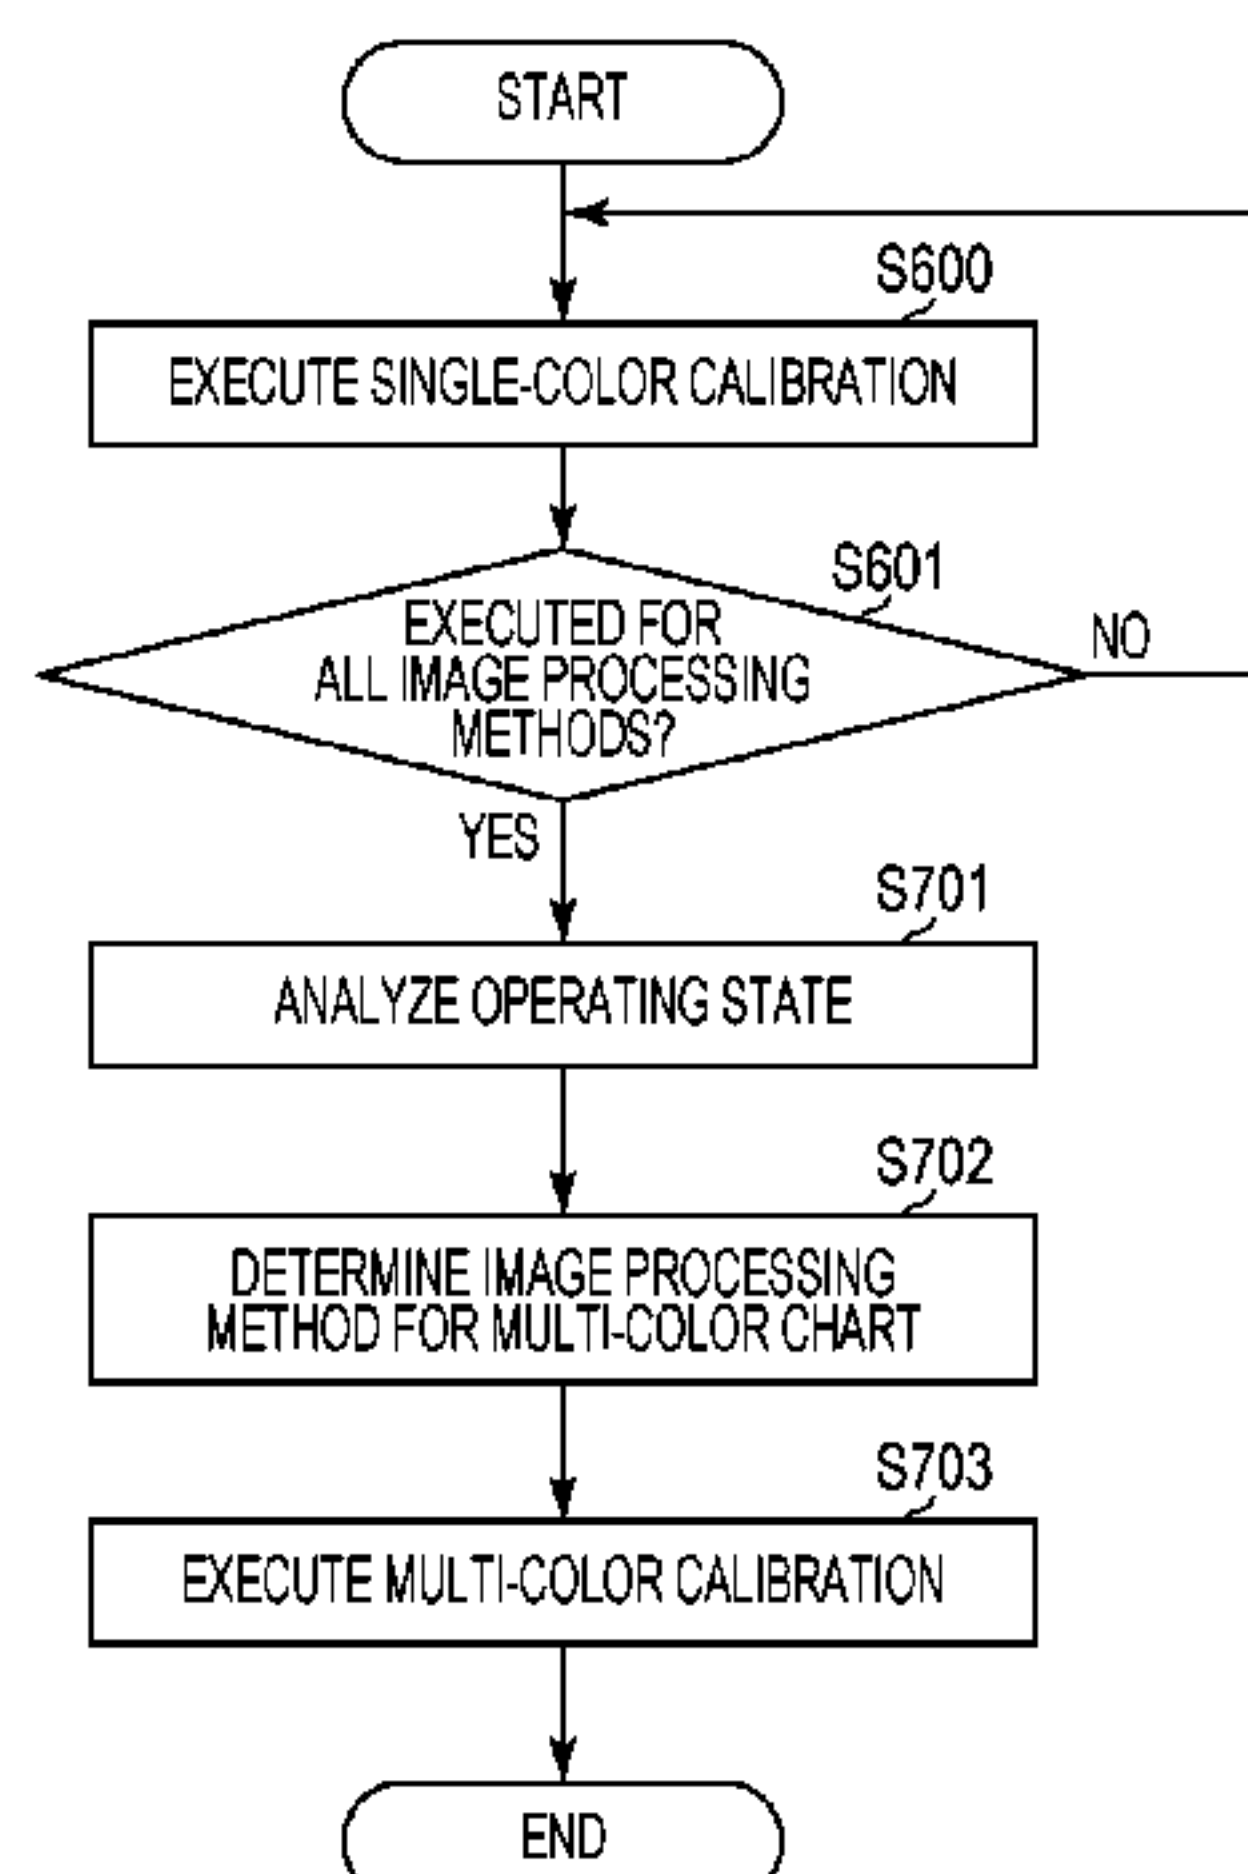 START
S600
EXECUTE SINGLE-COLOR CALIBRATION
S601
EXECUTED FOR
ALL IMAGE PROCESSING
METHODS?
NO
YES
S701
ANALYZE OPERATING STATE
S702
DETERMINE IMAGE PROCESSING
METHOD FOR MULTI-COLOR CHART
S703
EXECUTE MULTI-COLOR CALIBRATION
END